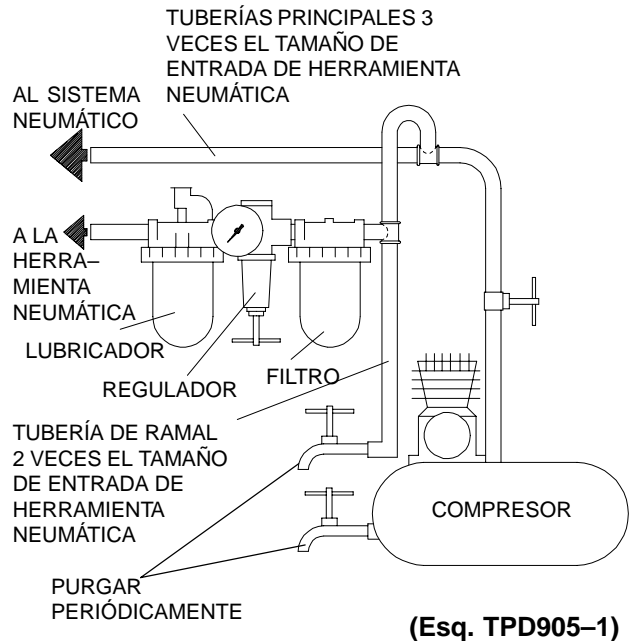 TUBERÍAS PRINCIPALES 3
VECES EL TAMAÑO DE
ENTRADA DE HERRAMIENTA
NEUMÁTICA
AL SISTEMA
NEUMÁTICO
A LA
HERRA–
MIENTA
NEUMÁTICA
LUBRICADOR
REGULADOR
FILTRO
TUBERÍA DE RAMAL
2 VECES EL TAMAÑO
DE ENTRADA DE
HERRAMIENTA
NEUMÁTICA
COMPRESOR
PURGAR
PERIÓDICAMENTE
(Esq. TPD905–1)